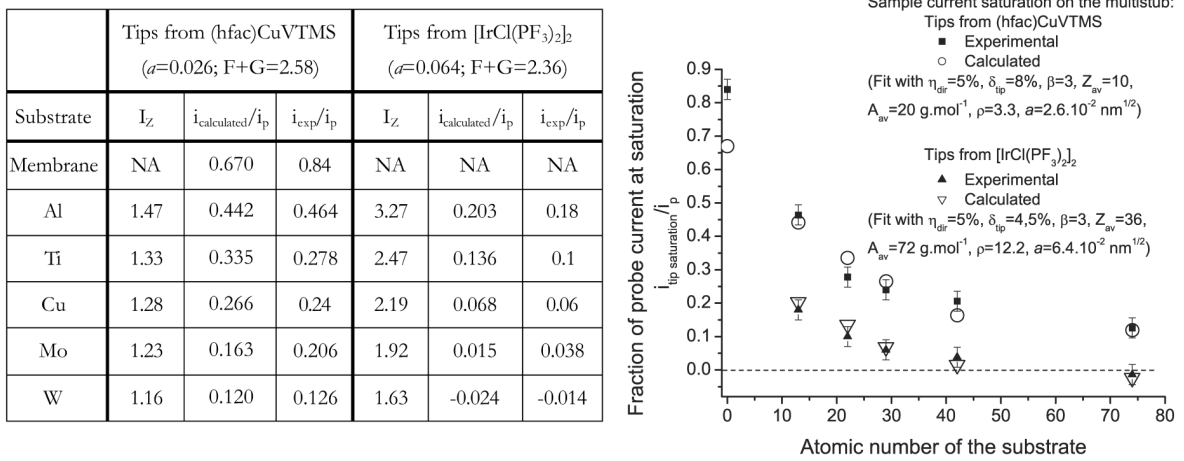 Tips from (hfac)CuVTMS
(a=0.026; F+G=2.58)
Tips from [IrCl(PF3)2]2
(a=0.064; F+G=2.36)
Substrate IZ icalculated/ip iexp/ip IZ icalculated/ip iexp/ip
Membrane NA 0.670 0.84 NA NA NA
Al 1.47 0.442 0.464 3.27 0.203 0.18
Ti 1.33 0.335 0.278 2.47 0.136 0.1
Cu 1.28 0.266 0.24 2.19 0.068 0.06
Mo 1.23 0.163 0.206 1.92 0.015 0.038
W 1.16 0.120 0.126 1.63 -0.024 -0.014
Sample current saturation on the multistub:
Tips from (hfac)CuVTMS
Experimental
Calculated
(Fit with ηdir=5%, δtip=8%, β=3, Zav=10,
Aav=20 g.mol-1, ρ=3.3, a=2.6.10-2 nm1/2)
Tips from [IrCl(PF3)2]2
Experimental
Calculated
(Fit with ηdir=5%, δtip=4,5%, β=3, Zav=36,
Aav=72 g.mol-1, ρ=12.2, a=6.4.10-2 nm1/2)
Fraction of probe current at saturation
itip saturation/ip
0.9
0.8
0.7
0.6
0.5
0.4
0.3
0.2
0.1
0.0
0 10 20 30 40 50 60 70 80
Atomic number of the substrate